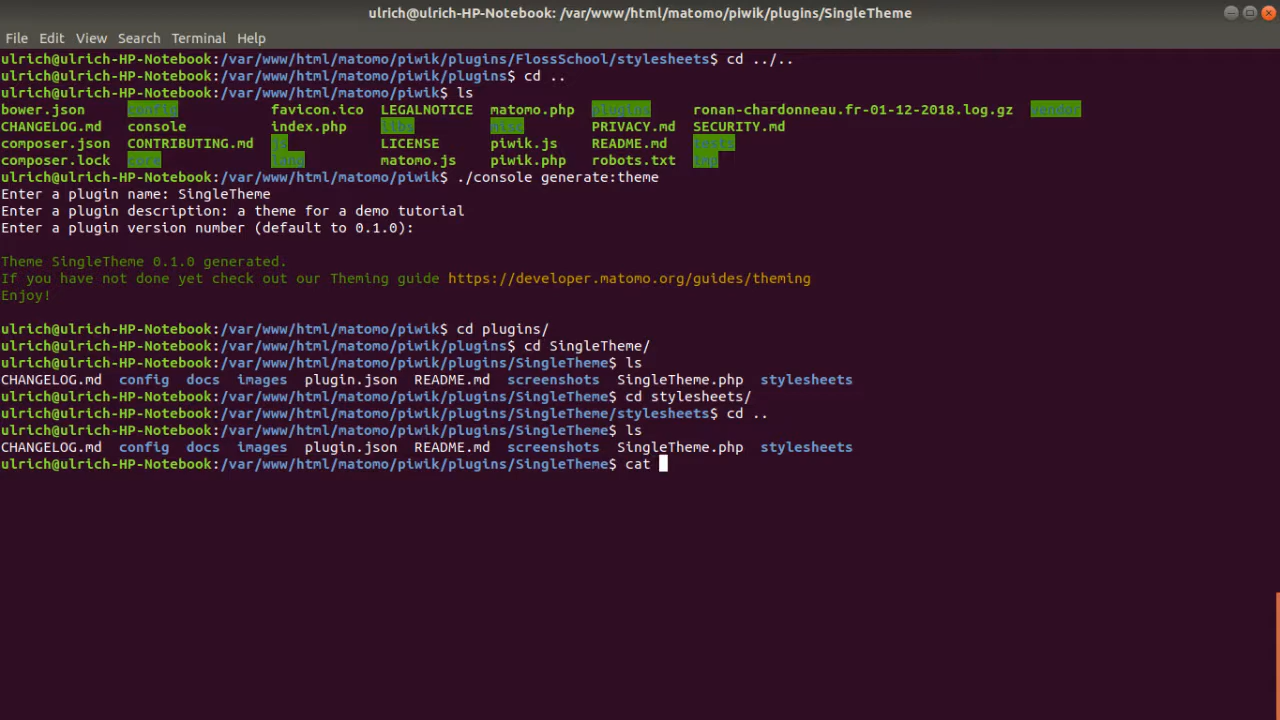 ulrich@ulrich-HP-Notebook: /var/www/html/matomo/piwik/plugins/SingleTheme
File Edit View Search Terminal Help
ulrich@ulrich-HP-Notebook:/var/www/html/matomo/piwik/plugins/FlossSchool/stylesheets$ cd ../..
ulrich@ulrich-HP-Notebook:/var/www/html/matomo/piwik/plugins$ cd ..
ulrich@ulrich-HP-Notebook:/var/www/html/matomo/piwik$ ls
bower.json config favicon.ico LEGALNOTICE matomo.php plugins ronan-chardonneau.fr-01-12-2018.log.gz vendor
CHANGELOG.md console index.php libs misc PRIVACY.md SECURITY.md
composer.json CONTRIBUTING.md js LICENSE piwik.js README.md tests
composer.lock core lang matomo.js piwik.php robots.txt tmp
ulrich@ulrich-HP-Notebook:/var/www/html/matomo/piwik$ ./console generate:theme
Enter a plugin name: SingleTheme
Enter a plugin description: a theme for a demo tutorial
Enter a plugin version number (default to 0.1.0):
Theme SingleTheme 0.1.0 generated.
If you have not done yet check out our Theming guide https://developer.matomo.org/guides/theming
Enjoy!
ulrich@ulrich-HP-Notebook:/var/www/html/matomo/piwik$ cd plugins/
ulrich@ulrich-HP-Notebook:/var/www/html/matomo/piwik/plugins$ cd SingleTheme/
ulrich@ulrich-HP-Notebook:/var/www/html/matomo/piwik/plugins/SingleTheme$ ls
CHANGELOG.md config docs images plugin.json README.md screenshots SingleTheme.php stylesheets
ulrich@ulrich-HP-Notebook:/var/www/html/matomo/piwik/plugins/SingleTheme$ cd stylesheets/
ulrich@ulrich-HP-Notebook:/var/www/html/matomo/piwik/plugins/SingleTheme/stylesheets$ cd ..
ulrich@ulrich-HP-Notebook:/var/www/html/matomo/piwik/plugins/SingleTheme$ ls
CHANGELOG.md config docs images plugin.json README.md screenshots SingleTheme.php stylesheets
ulrich@ulrich-HP-Notebook:/var/www/html/matomo/piwik/plugins/SingleTheme$ cat